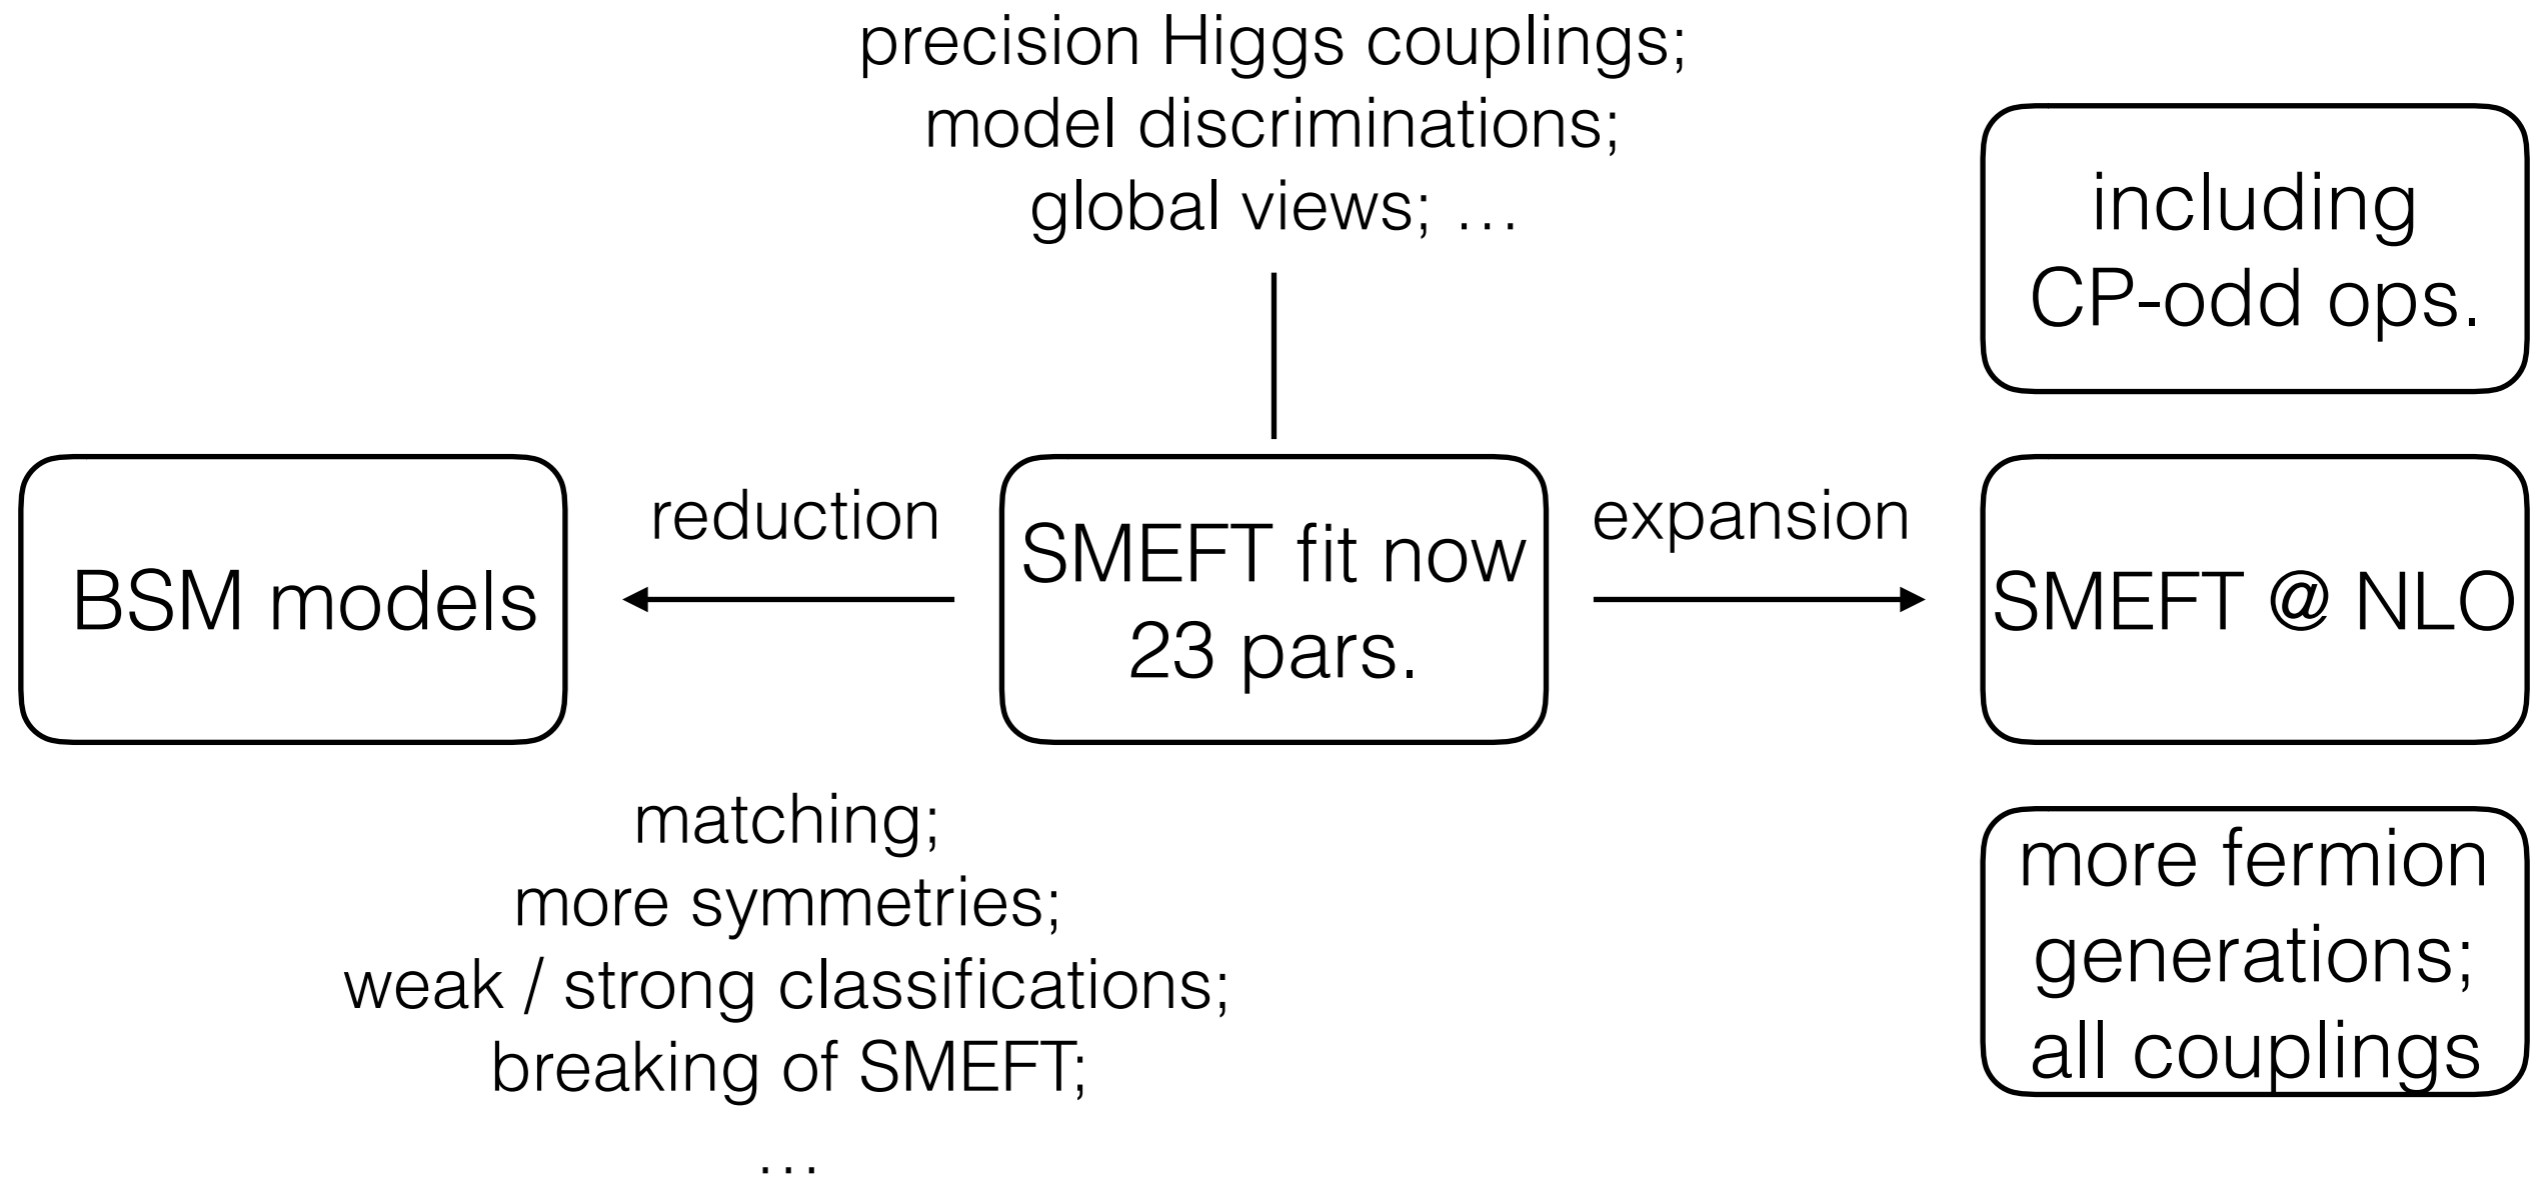 precision Higgs couplings;
model discriminations;
global views; …
including
CP-odd ops.
BSM models
reduction
SMEFT fit now
23 pars.
expansion
SMEFT @ NLO
matching;
more symmetries;
weak / strong classifications;
breaking of SMEFT;
…
more fermion
generations;
all couplings